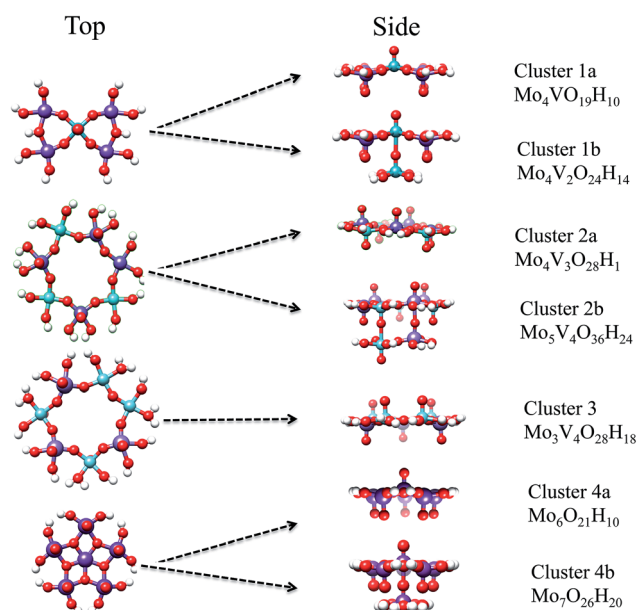 Top Side
Cluster 1a
Mo₄VO₁₉H₁₀
Cluster 1b
Mo₄V₂O₂₄H₁₄
Cluster 2a
Mo₄V₃O₂₈H₁
Cluster 2b
Mo₅V₄O₃₆H₂₄
Cluster 3
Mo₃V₄O₂₈H₁₈
Cluster 4a
Mo₆O₂₁H₁₀
Cluster 4b
Mo₇O₂₆H₂₀